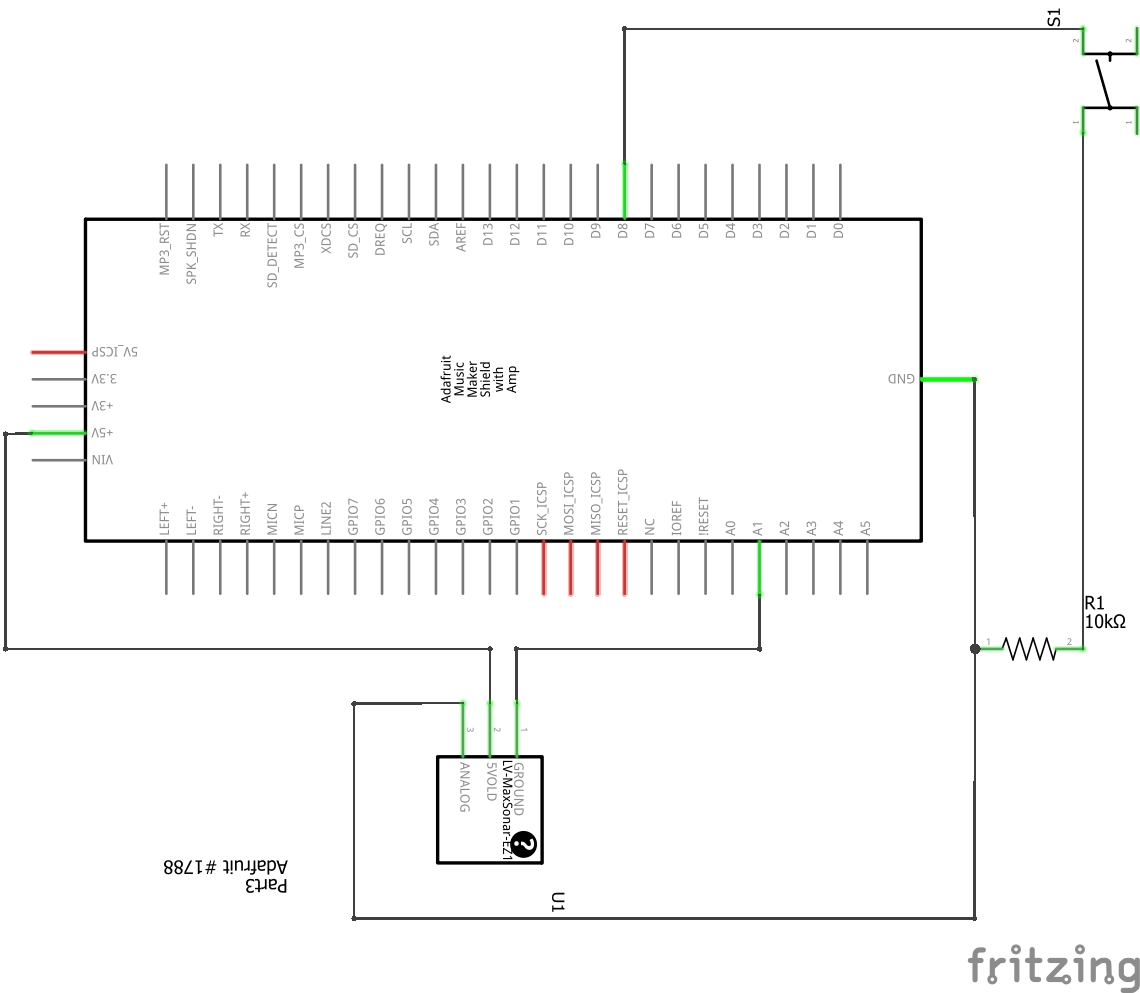 S1
2
2
1
1
MP3_RST
SPK_SHDN
TX
RX
SD_DETECT
MP3_CS
XDCS
SD_CS
DREQ
SCL
SDA
AREF
D13
D12
D11
D10
D9
D8
D7
D6
D5
D4
D3
D2
D1
D0
5V_ICSP
3.3V
+3V
+5V
VIN
Adafruit
Music
Maker
Shield
with
Amp
GND
LEFT+
LEFT-
RIGHT-
RIGHT+
MICN
MICP
LINE2
GPIO7
GPIO6
GPIO5
GPIO4
GPIO3
GPIO2
GPIO1
SCK_ICSP
MOSI_ICSP
MISO_ICSP
RESET_ICSP
NC
IOREF
!RESET
A0
A1
A2
A3
A4
A5
R1
10kΩ
1
2
3
2
1
ANALOG
5VOLD
GROUND
LV-MaxSonar-EZ1
?
Part3
Adafruit #1788
U1
fritzing